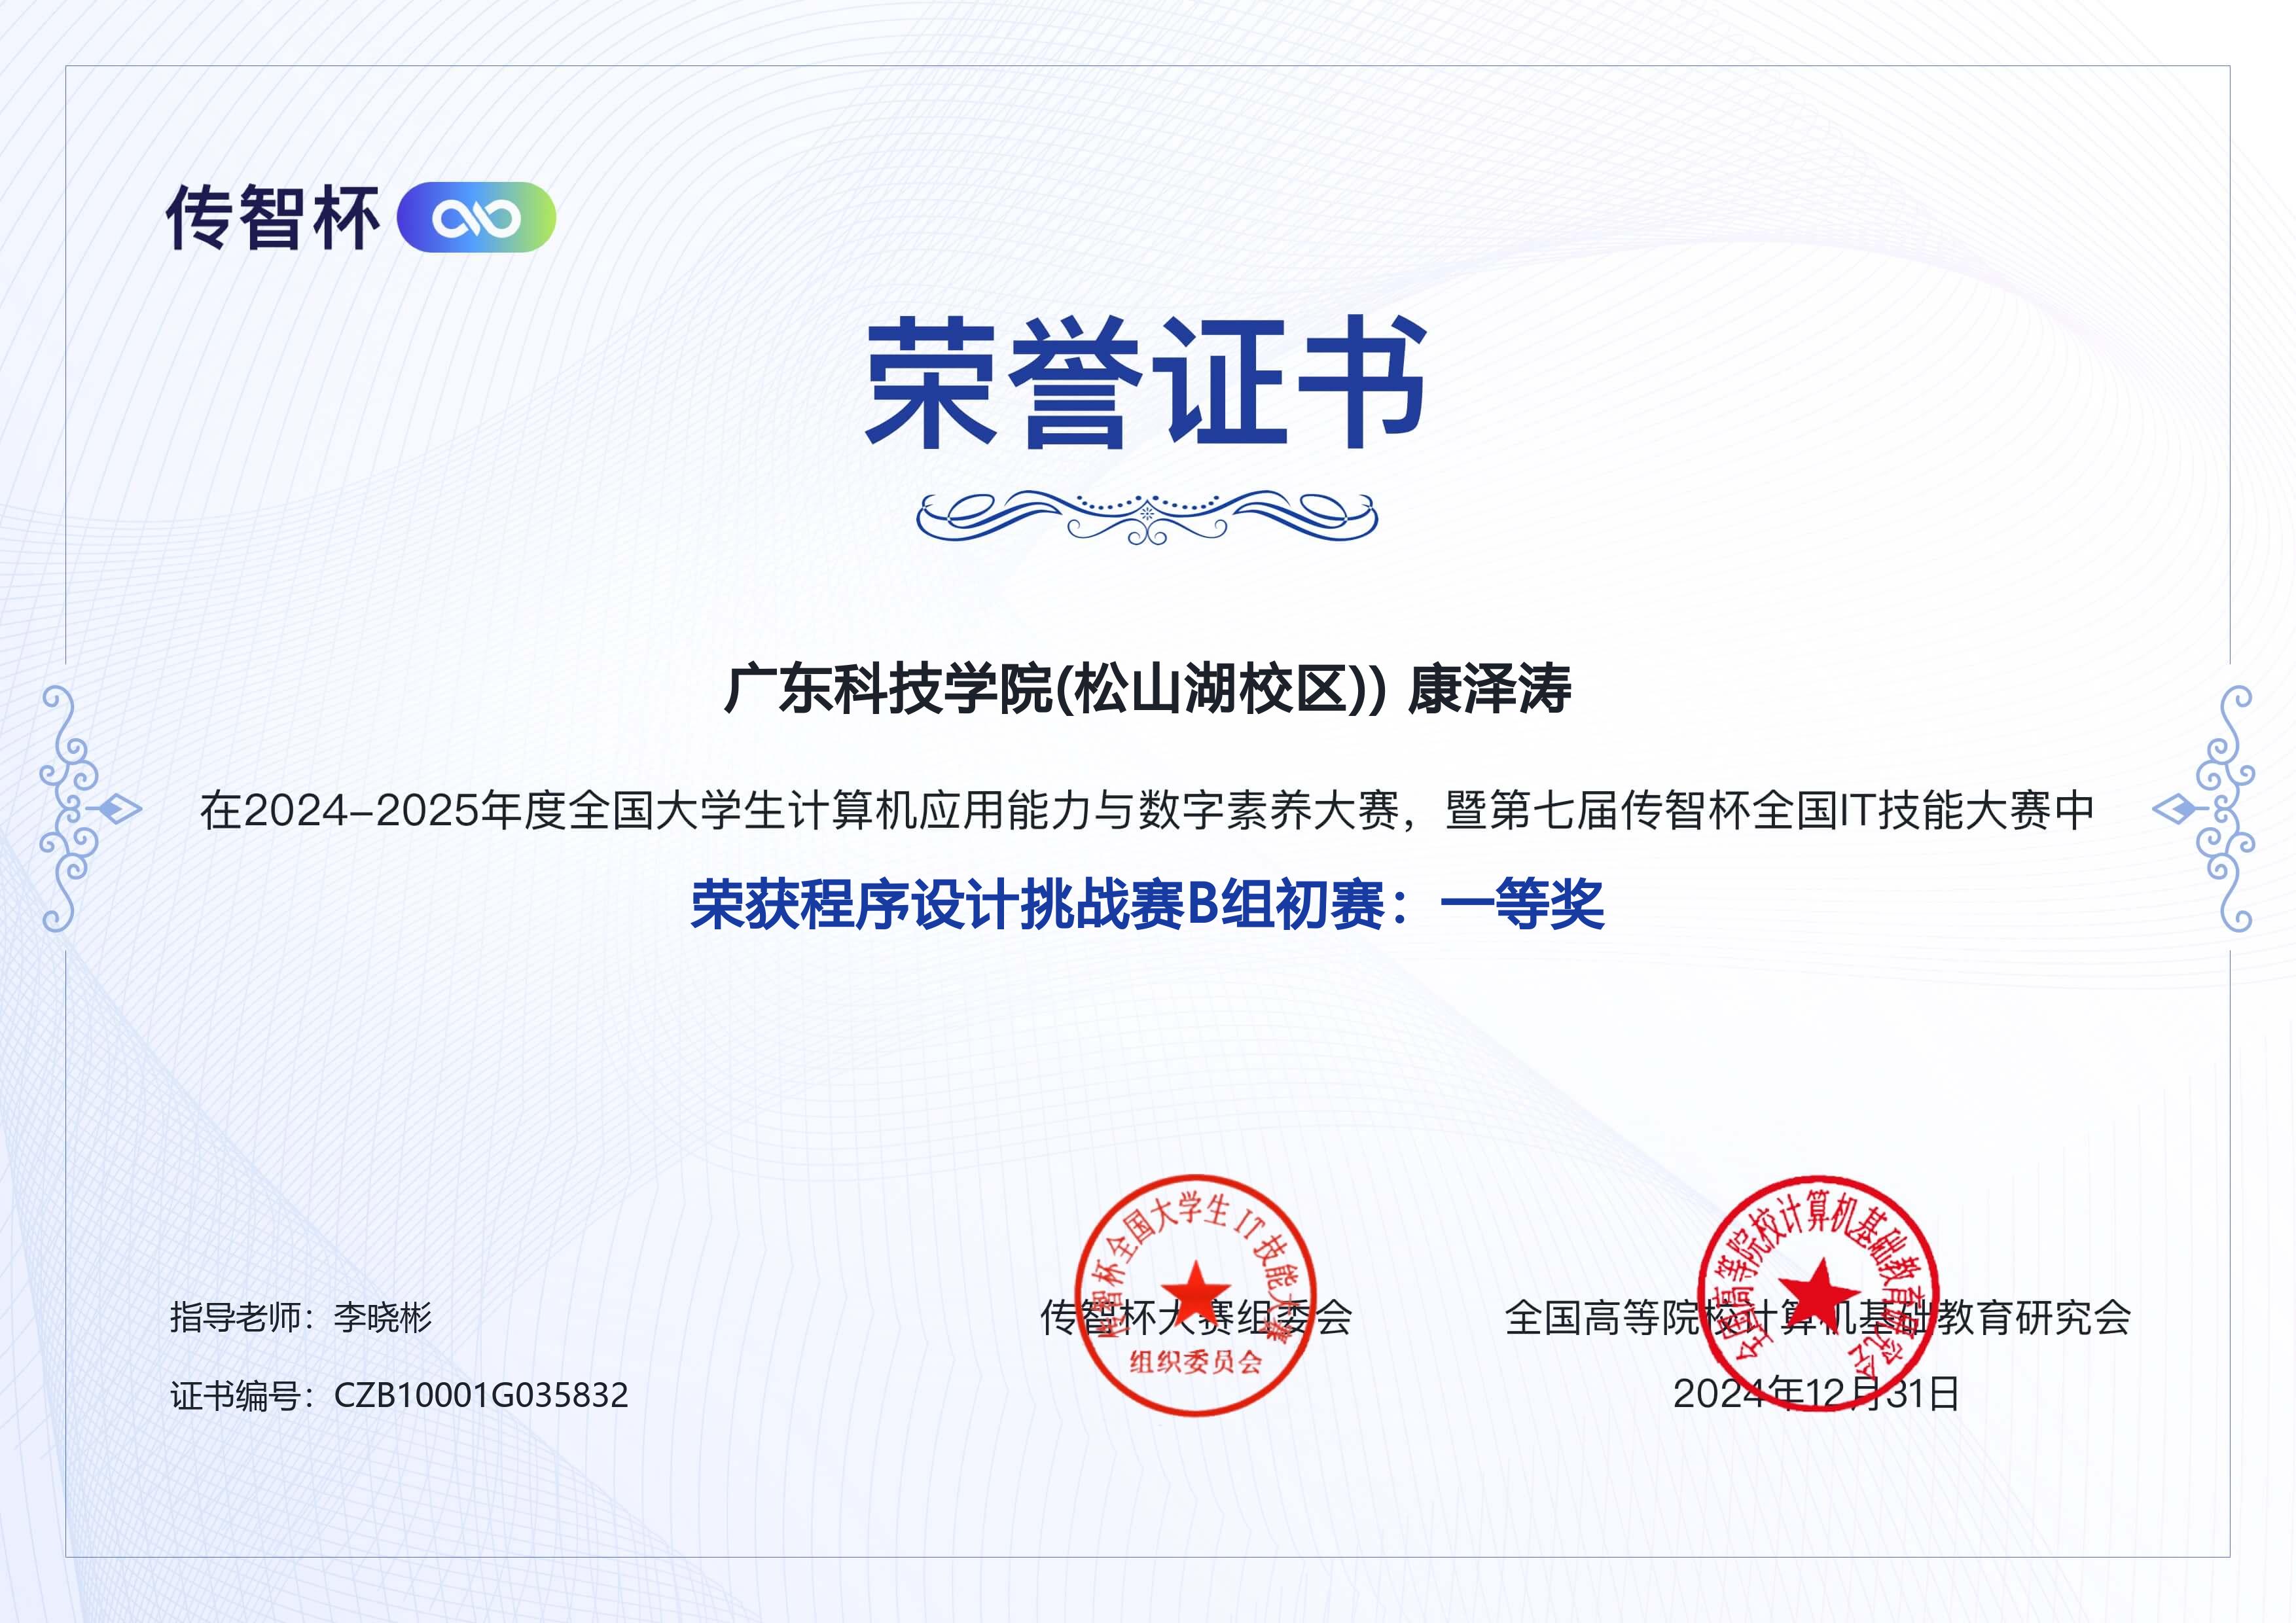 传智杯
荣誉证书
广东科技学院(松山湖校区)) 康泽涛
在2024-2025年度全国大学生计算机应用能力与数字素养大赛，暨第七届传智杯全国IT技能大赛中
荣获程序设计挑战赛B组初赛：一等奖
传智杯全国大学生IT技能大赛
组织委员会
全国高等院校计算机基础教育研究会
指导老师：李晓彬
传智杯大赛组委会
全国高等院校计算机基础教育研究会
证书编号：CZB10001G035832
2024年12月31日